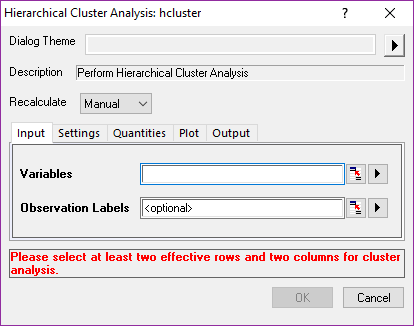 Hierarchical Cluster Analysis: hcluster ?
Dialog Theme
Description Perform Hierarchical Cluster Analysis
Recalculate Manual
Input Settings Quantities Plot Output
Variables
Observation Labels <optional>
Please select at least two effective rows and two columns for cluster
analysis.
OK Cancel